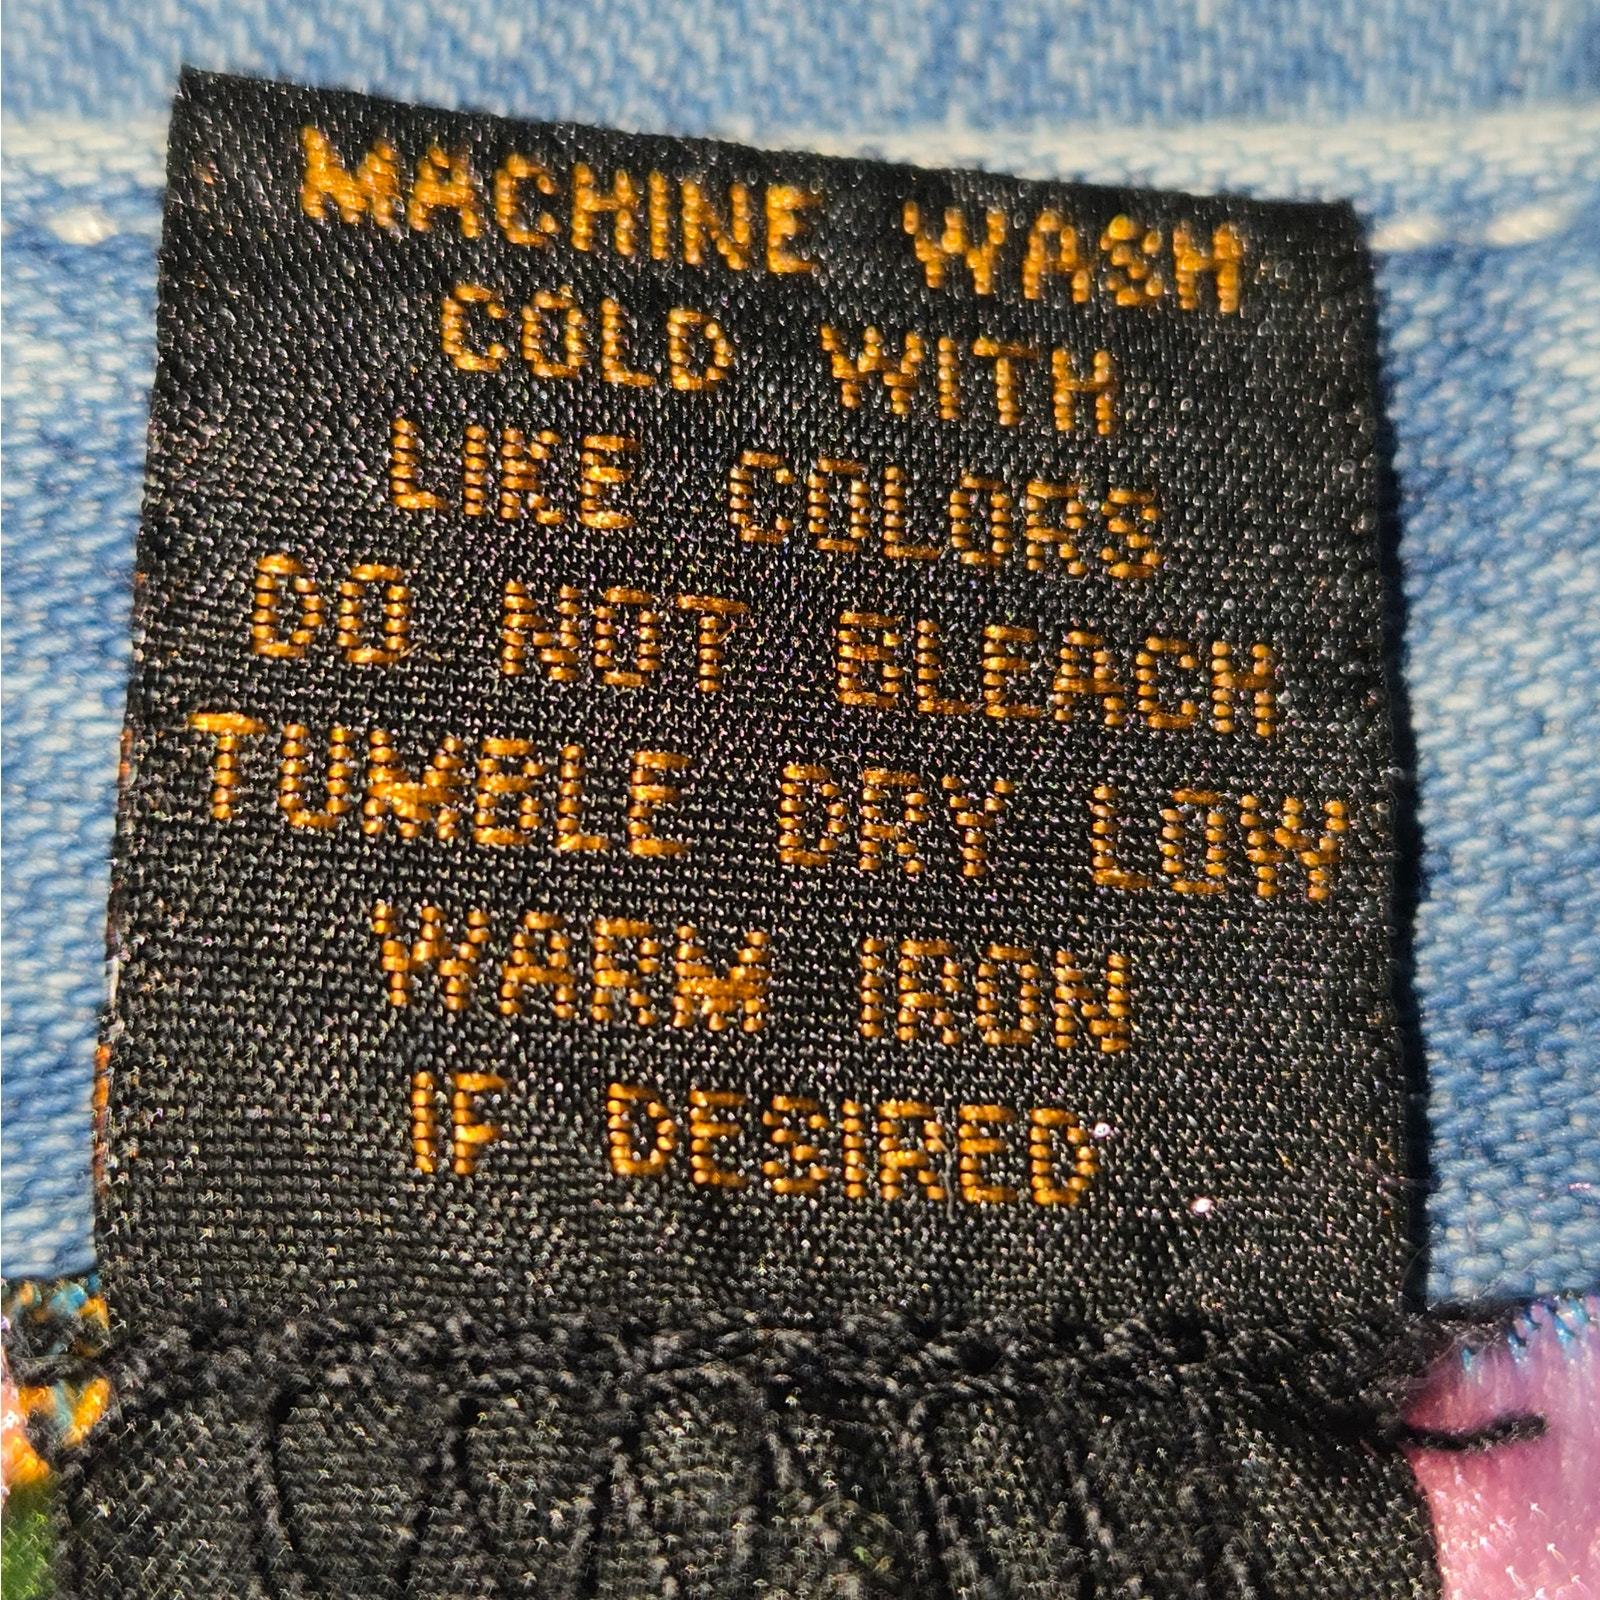 MACHINE WASH
COLD WITH
LIKE COLORS
DO NOT BLEACH
TUMBLE DRY LOW
WARM IRON
IF DESIRED